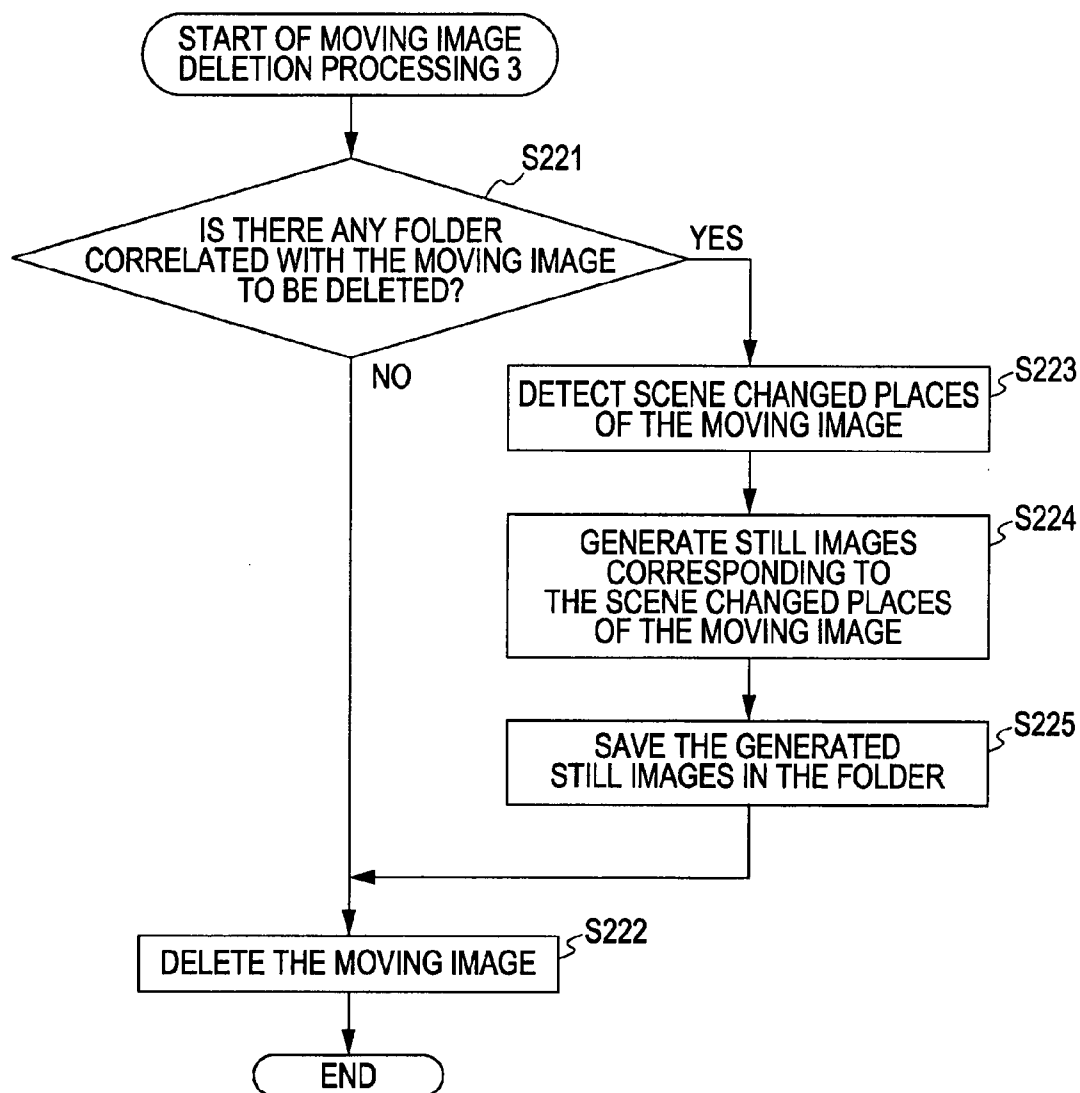 START OF MOVING IMAGE
DELETION PROCESSING 3
S221
IS THERE ANY FOLDER
CORRELATED WITH THE MOVING IMAGE
TO BE DELETED?
YES
NO
S223
DETECT SCENE CHANGED PLACES
OF THE MOVING IMAGE
S224
GENERATE STILL IMAGES
CORRESPONDING TO
THE SCENE CHANGED PLACES
OF THE MOVING IMAGE
S225
SAVE THE GENERATED
STILL IMAGES IN THE FOLDER
S222
DELETE THE MOVING IMAGE
END